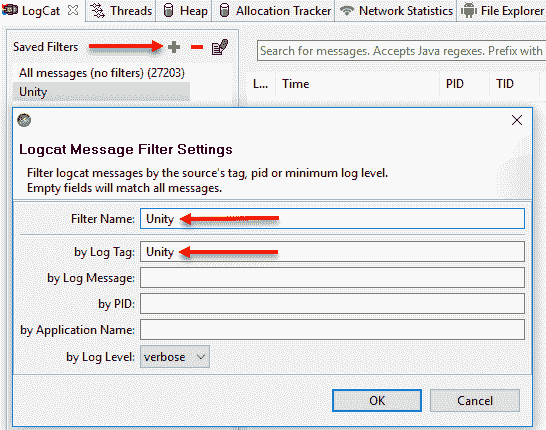 LogCat Threads Heap Allocation Tracker Network Statistics File Explorer
Saved Filters
Search for messages. Accepts Java regexes. Prefix with
All messages (no filters) (27203)
L... Time PID TID
Unity
Logcat Message Filter Settings
Filter logcat messages by the source's tag, pid or minimum log level.
Empty fields will match all messages.
Filter Name: Unity
by Log Tag: Unity
by Log Message:
by PID:
by Application Name:
by Log Level: verbose
OK Cancel